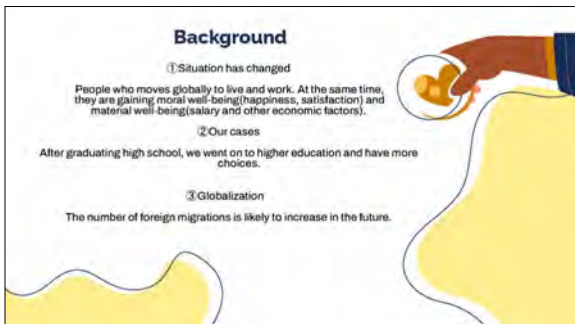 Background
①Situation has changed
People who moves globally to live and work. At the same time,
they are gaining moral well-being(happiness, satisfaction) and
material well-being(salary and other economic factors).
②Our cases
After graduating high school, we went on to higher education and have more
choices.
③Globalization
The number of foreign migrations is likely to increase in the future.